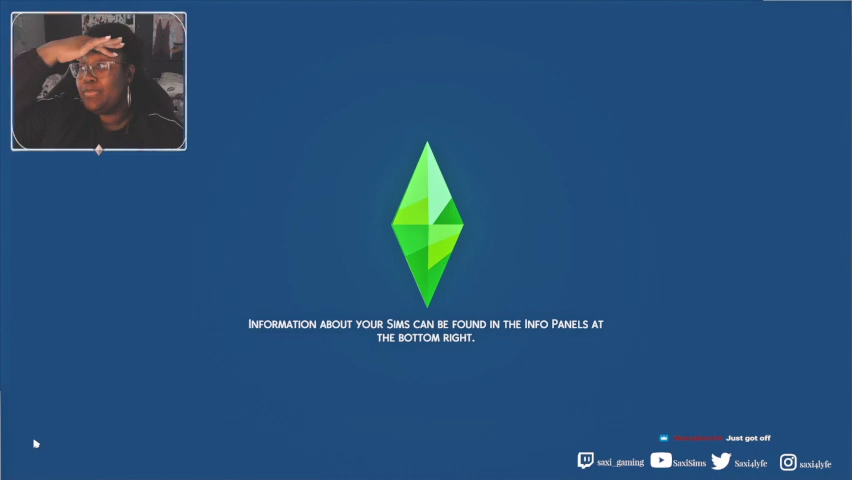 Information about your Sims can be found in the Info Panels at
the bottom right.
Just got off
saxi_gaming SaxiSims Saxi4lyfe saxi4lyfe